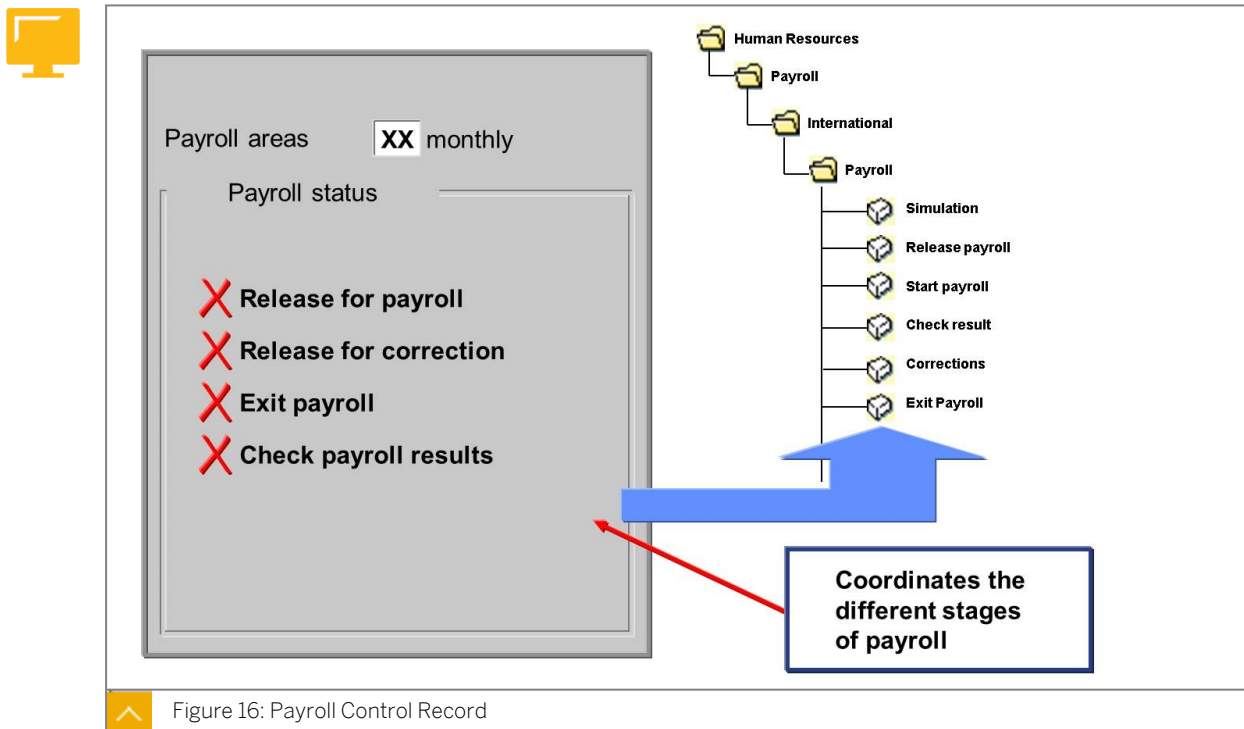 Payroll areas XX monthly
Payroll status
Release for payroll
Release for correction
Exit payroll
Check payroll results
Human Resources
Payroll
International
Payroll
Simulation
Release payroll
Start payroll
Check result
Corrections
Exit Payroll
Coordinates the
different stages
of payroll
Figure 16: Payroll Control Record